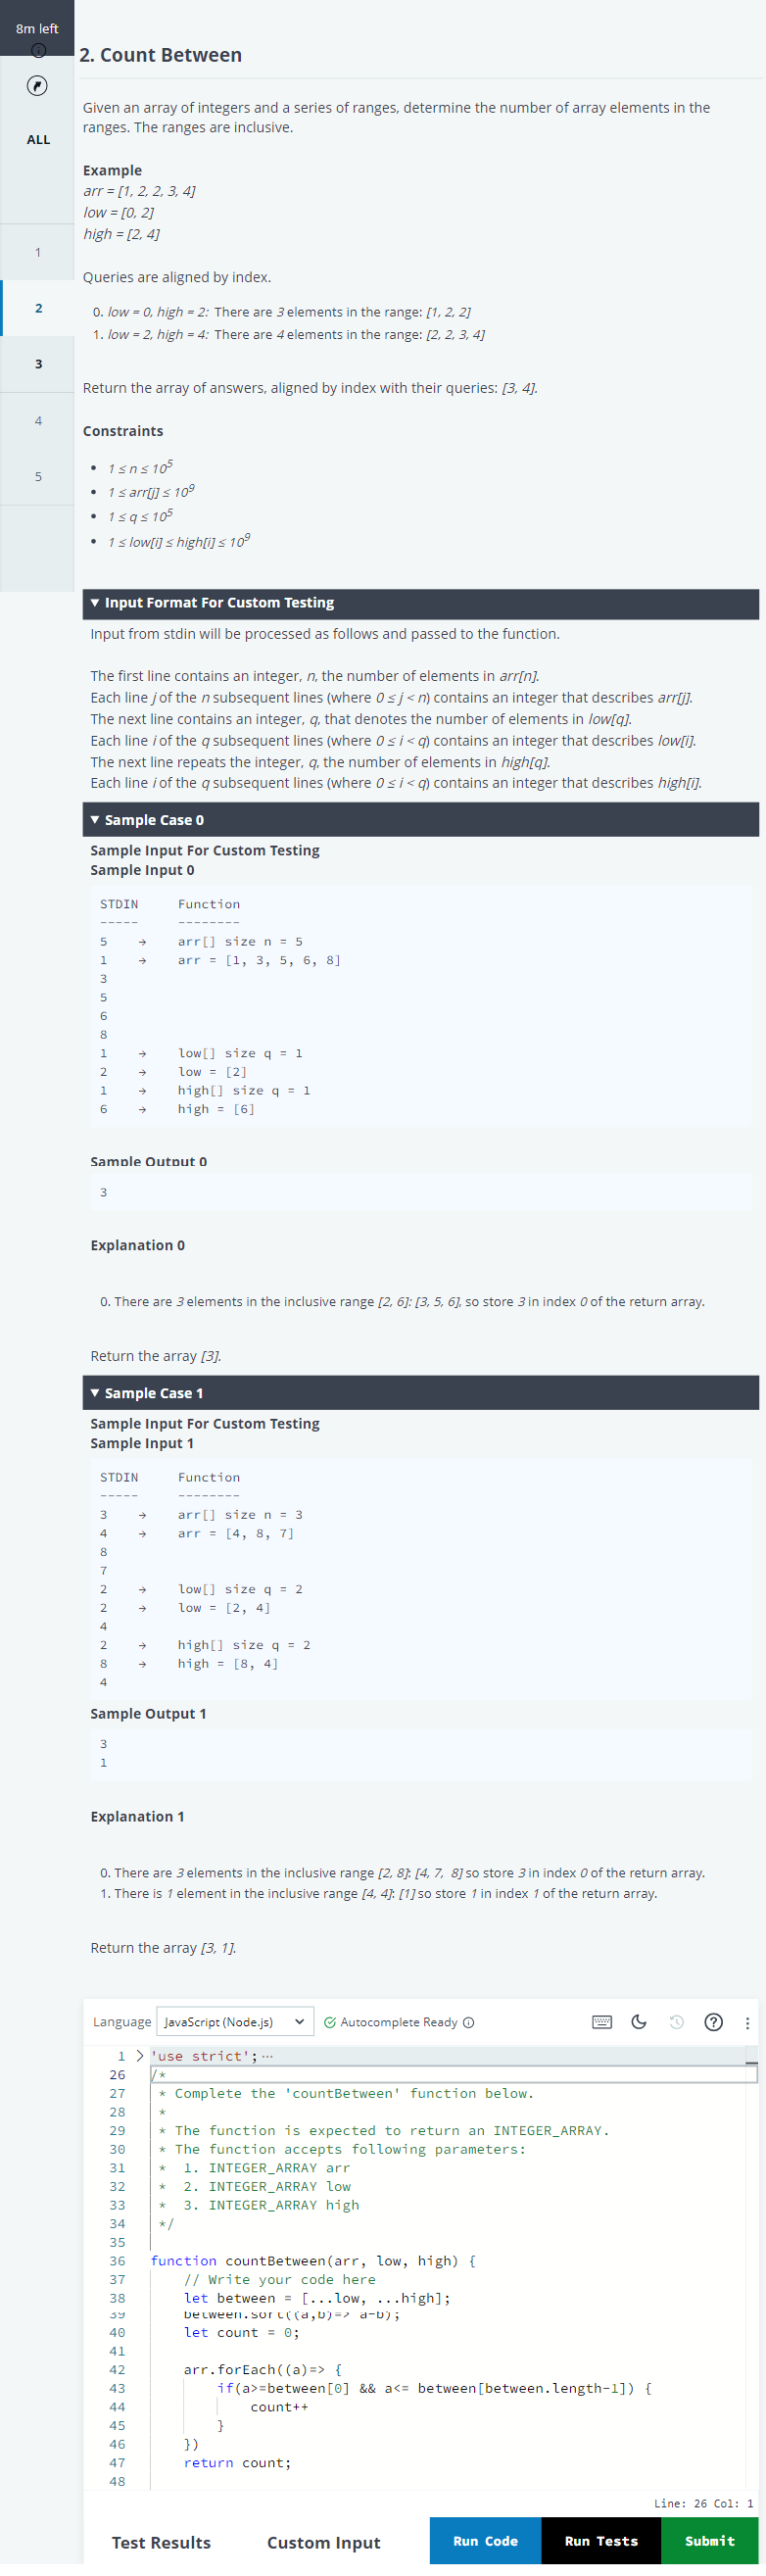 8m left
ALL
1
2
3
4
5
2. Count Between
Given an array of integers and a series of ranges, determine the number of array elements in the
ranges. The ranges are inclusive.
Example
arr = [1, 2, 2, 3, 4]
low = [0, 2]
high = [2, 4]
Queries are aligned by index.
0. low = 0, high = 2: There are 3 elements in the range: [1, 2, 2]
1. low = 2, high = 4: There are 4 elements in the range: [2, 2, 3, 4]
Return the array of answers, aligned by index with their queries: [3, 4].
Constraints
• 1 ≤ n ≤ 10⁵
• 1 ≤ arr[j] ≤ 10⁹
• 1 ≤ q ≤ 10⁵
• 1 ≤ low[i] ≤ high[i] ≤ 10⁹
▼ Input Format For Custom Testing
Input from stdin will be processed as follows and passed to the function.
The first line contains an integer, n, the number of elements in arr[n].
Each line j of the n subsequent lines (where 0 ≤ j < n) contains an integer that describes arr[j].
The next line contains an integer, q, that denotes the number of elements in low[q].
Each line i of the q subsequent lines (where 0 ≤ i < q) contains an integer that describes low[i].
The next line repeats the integer, q, the number of elements in high[q].
Each line i of the q subsequent lines (where 0 ≤ i < q) contains an integer that describes high[i].
▼ Sample Case 0
Sample Input For Custom Testing
Sample Input 0
STDIN Function
----- --------
5 → arr[] size n = 5
1 → arr = [1, 3, 5, 6, 8]
3
5
6
8
1 → low[] size q = 1
2 → low = [2]
1 → high[] size q = 1
6 → high = [6]
Sample Output 0
3
Explanation 0
0. There are 3 elements in the inclusive range [2, 6]: [3, 5, 6], so store 3 in index 0 of the return array.
Return the array [3].
▼ Sample Case 1
Sample Input For Custom Testing
Sample Input 1
STDIN Function
----- --------
3 → arr[] size n = 3
4 → arr = [4, 8, 7]
8
7
2 → low[] size q = 2
2 → low = [2, 4]
4
2 → high[] size q = 2
8 → high = [8, 4]
4
Sample Output 1
3
1
Explanation 1
0. There are 3 elements in the inclusive range [2, 8]: [4, 7, 8] so store 3 in index 0 of the return array.
1. There is 1 element in the inclusive range [4, 4]: [1] so store 1 in index 1 of the return array.
Return the array [3, 1].
Language JavaScript (Node.js) Autocomplete Ready
1 > 'use strict'; ···
26 /*
27 * Complete the 'countBetween' function below.
28 *
29 * The function is expected to return an INTEGER_ARRAY.
30 * The function accepts following parameters:
31 * 1. INTEGER_ARRAY arr
32 * 2. INTEGER_ARRAY low
33 * 3. INTEGER_ARRAY high
34 */
35
36 function countBetween(arr, low, high) {
37 // Write your code here
38 let between = [...low, ...high];
39 between.sort((a,b)=> a-b);
40 let count = 0;
41
42 arr.forEach((a)=> {
43 if(a>=between[0] && a<= between[between.length-1]) {
44 count++
45 }
46 })
47 return count;
48
Line: 26 Col: 1
Test Results Custom Input Run Code Run Tests Submit